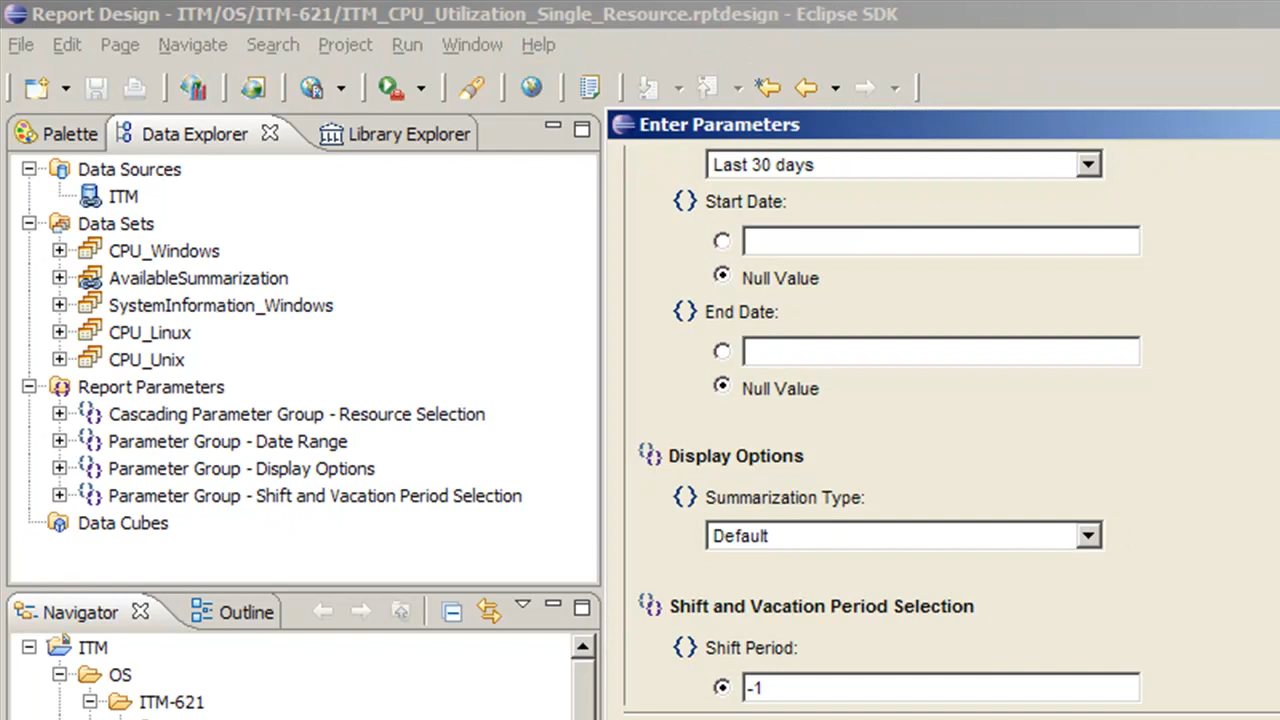 Report Design - ITM/OS/ITM-621/ITM_CPU_Utilization_Single_Resource.rptdesign - Eclipse SDK
File Edit Page Navigate Search Project Run Window Help
Palette Data Explorer Library Explorer
Data Sources
ITM
Data Sets
CPU_Windows
AvailableSummarization
SystemInformation_Windows
CPU_Linux
CPU_Unix
Report Parameters
Cascading Parameter Group - Resource Selection
Parameter Group - Date Range
Parameter Group - Display Options
Parameter Group - Shift and Vacation Period Selection
Data Cubes
Navigator Outline
ITM
OS
ITM-621
Enter Parameters
Last 30 days
Start Date:
Null Value
End Date:
Null Value
Display Options
Summarization Type:
Default
Shift and Vacation Period Selection
Shift Period:
-1